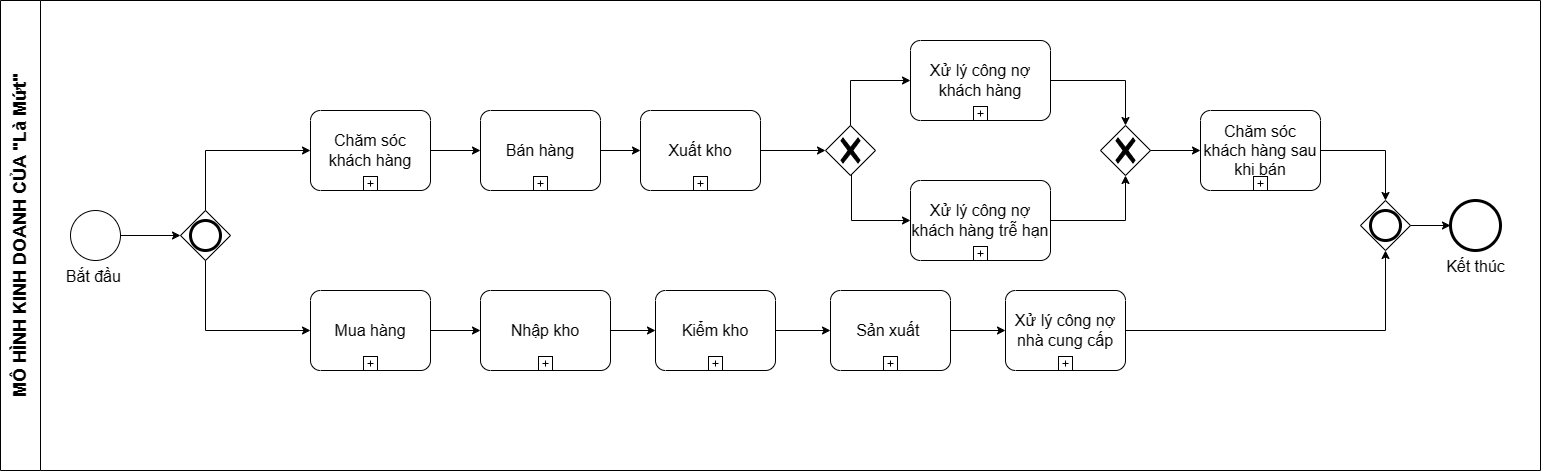 MÔ HÌNH KINH DOANH CỦA "Là Mứt"
Bắt đầu
Chăm sóc
khách hàng
Bán hàng
Xuất kho
Xử lý công nợ
khách hàng
Xử lý công nợ
khách hàng trễ hạn
Chăm sóc
khách hàng sau
khi bán
Mua hàng
Nhập kho
Kiểm kho
Sản xuất
Xử lý công nợ
nhà cung cấp
Kết thúc